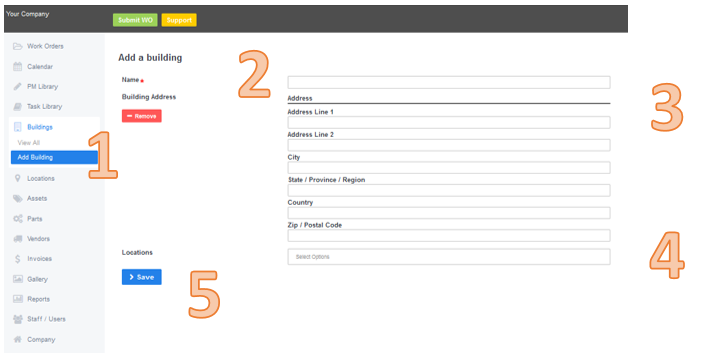 Your Company
Submit WO
Support
Work Orders
Calendar
PM Library
Task Library
Buildings
View All
Add Building
Locations
Assets
Parts
Vendors
Invoices
Gallery
Reports
Staff / Users
Company
1
Add a building
2
Name *
Building Address
− Remove
Address
Address Line 1
Address Line 2
City
State / Province / Region
Country
Zip / Postal Code
3
Locations
Select Options
4
> Save
5